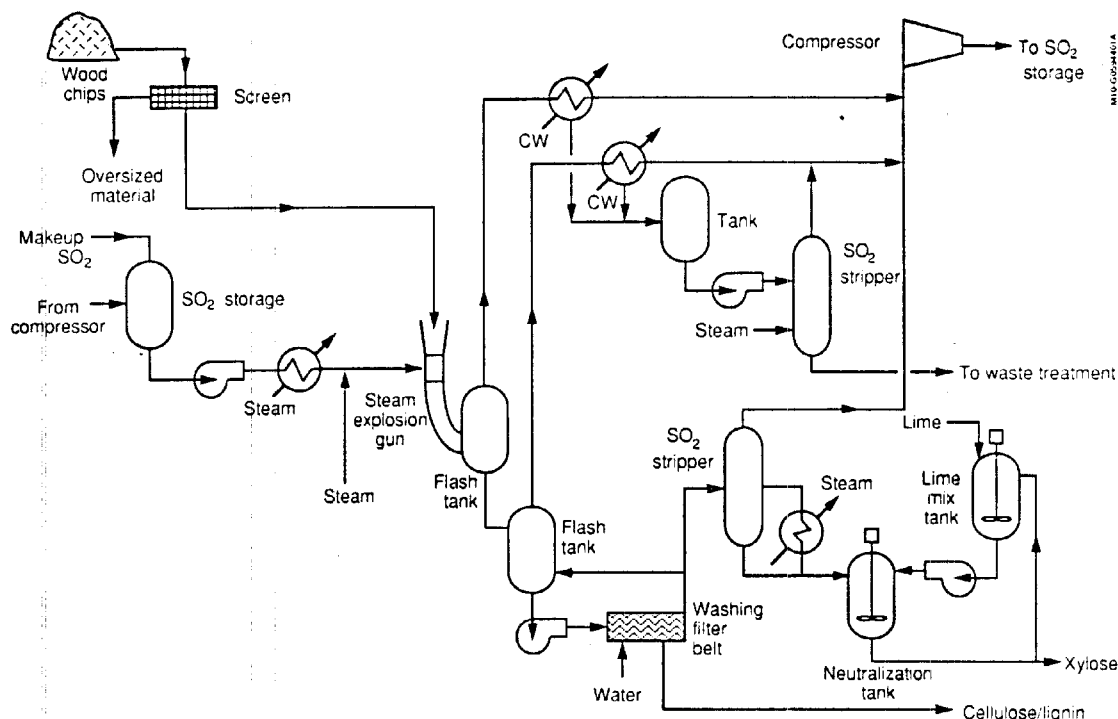 Compressor
To SO2
storage
Wood
chips
Screen
CW
Oversized
material
CW
Tank
Makeup
SO2
SO2
stripper
SO2 storage
From
compressor
Steam
To waste treatment
Steam
Steam
explosion
gun
SO2
stripper
Lime
Steam
Lime
mix
tank
Flash
tank
Steam
Flash
tank
Washing
filter
belt
Water
Neutralization
tank
Xylose
Cellulose/lignin